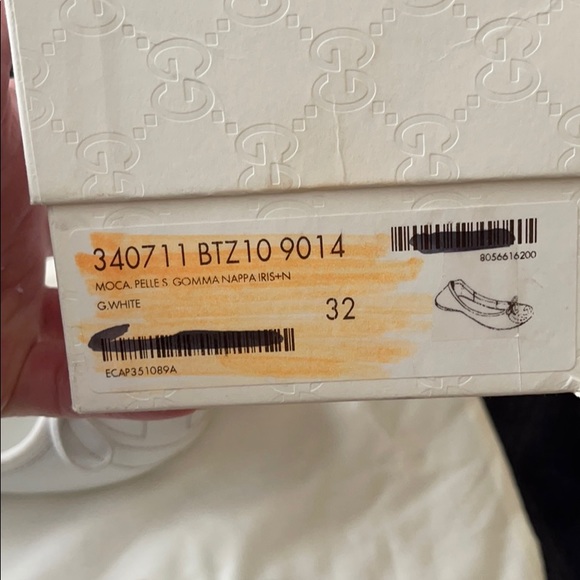 340711 BTZ10 9014
MOCA. PELLE S. GOMMA NAPPA IRIS+N
G.WHITE
32
ECAP351089A
8056616200